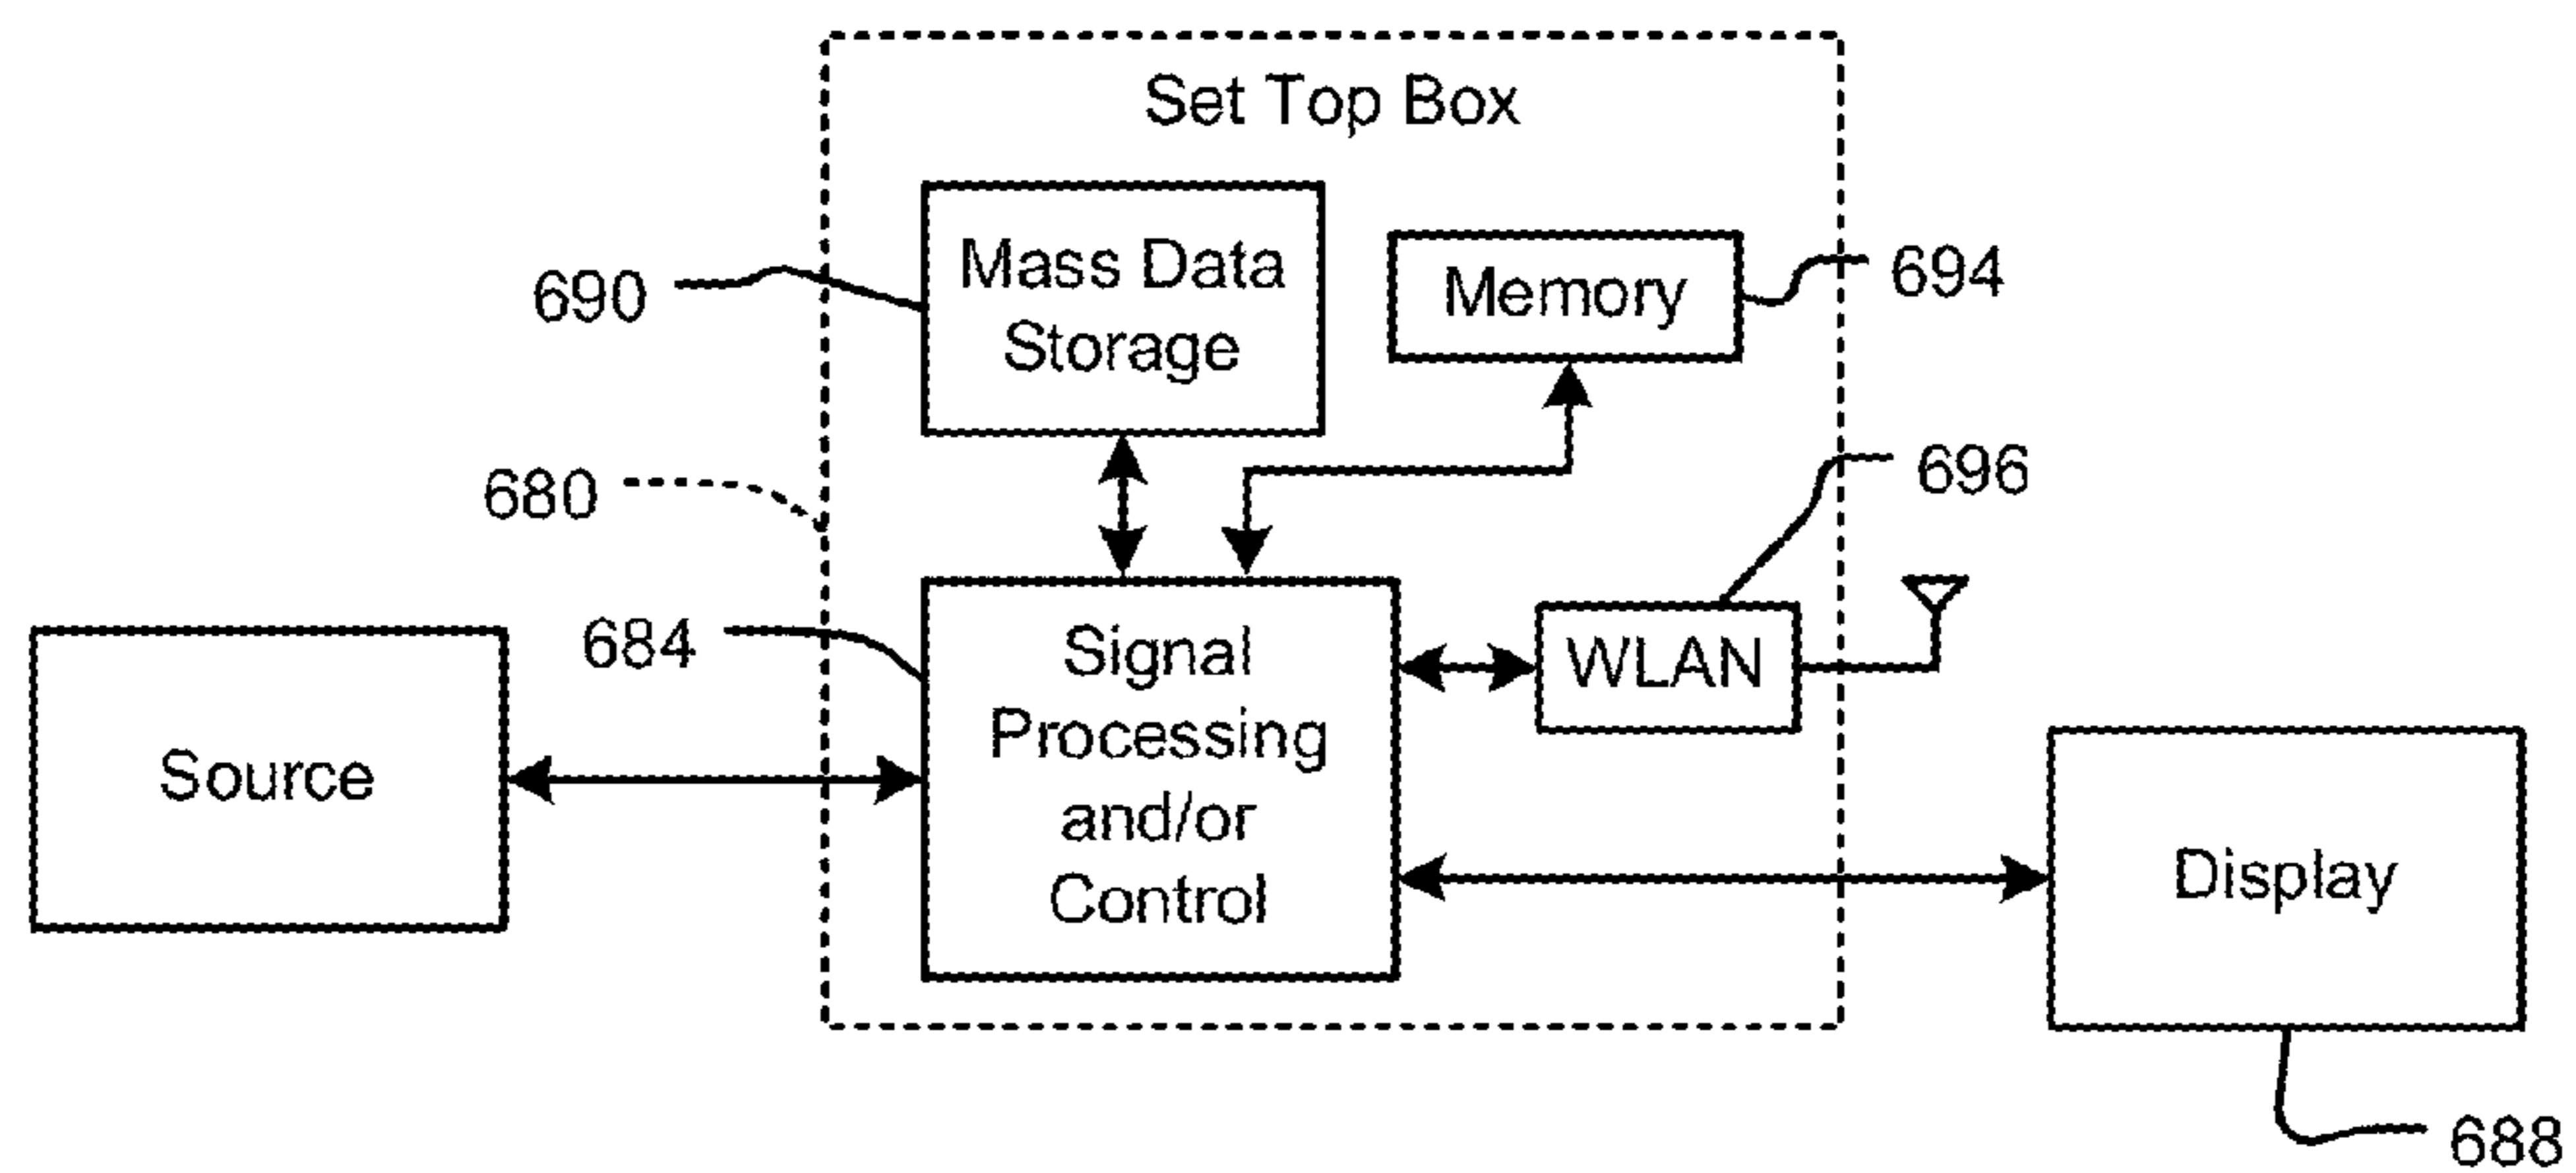 Set Top Box
Mass Data
Storage
Memory
690
694
680
696
684
Signal
Processing
and/or
Control
WLAN
Source
Display
688